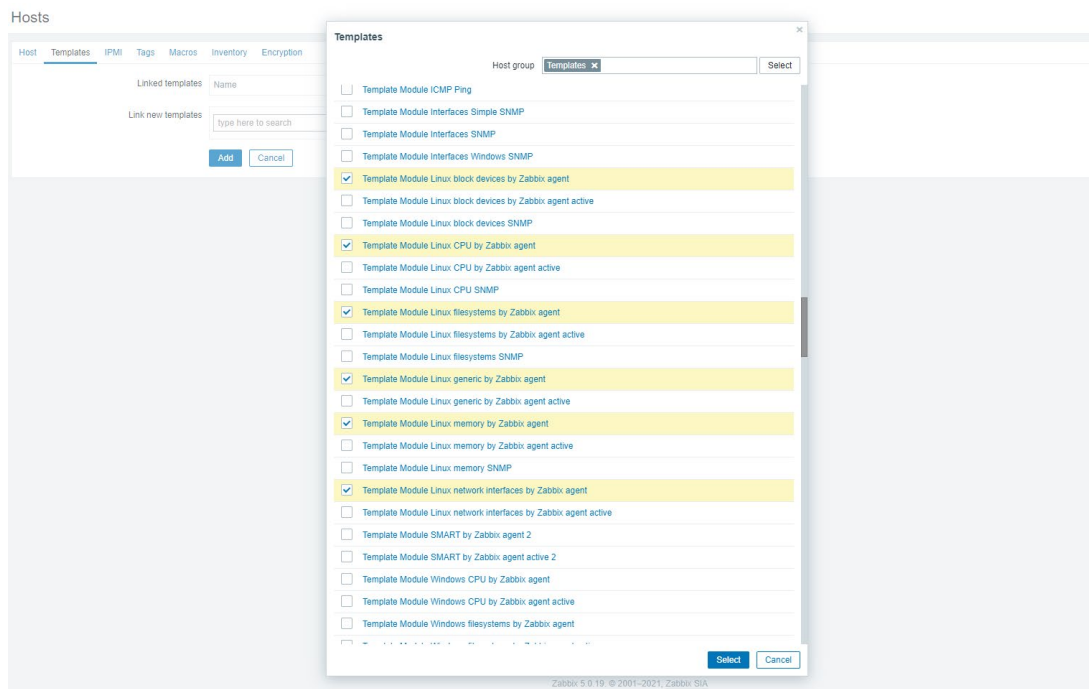 Hosts
Host Templates IPMI Tags Macros Inventory Encryption
Linked templates Name
Link new templates type here to search
Add Cancel
Templates
Host group Templates Select
Template Module ICMP Ping
Template Module Interfaces Simple SNMP
Template Module Interfaces SNMP
Template Module Interfaces Windows SNMP
Template Module Linux block devices by Zabbix agent
Template Module Linux block devices by Zabbix agent active
Template Module Linux block devices SNMP
Template Module Linux CPU by Zabbix agent
Template Module Linux CPU by Zabbix agent active
Template Module Linux CPU SNMP
Template Module Linux filesystems by Zabbix agent
Template Module Linux filesystems by Zabbix agent active
Template Module Linux filesystems SNMP
Template Module Linux generic by Zabbix agent
Template Module Linux generic by Zabbix agent active
Template Module Linux memory by Zabbix agent
Template Module Linux memory by Zabbix agent active
Template Module Linux memory SNMP
Template Module Linux network interfaces by Zabbix agent
Template Module Linux network interfaces by Zabbix agent active
Template Module SMART by Zabbix agent 2
Template Module SMART by Zabbix agent active 2
Template Module Windows CPU by Zabbix agent
Template Module Windows CPU by Zabbix agent active
Template Module Windows filesystems by Zabbix agent
Select Cancel
Zabbix 5.0.19. © 2001–2021, Zabbix SIA